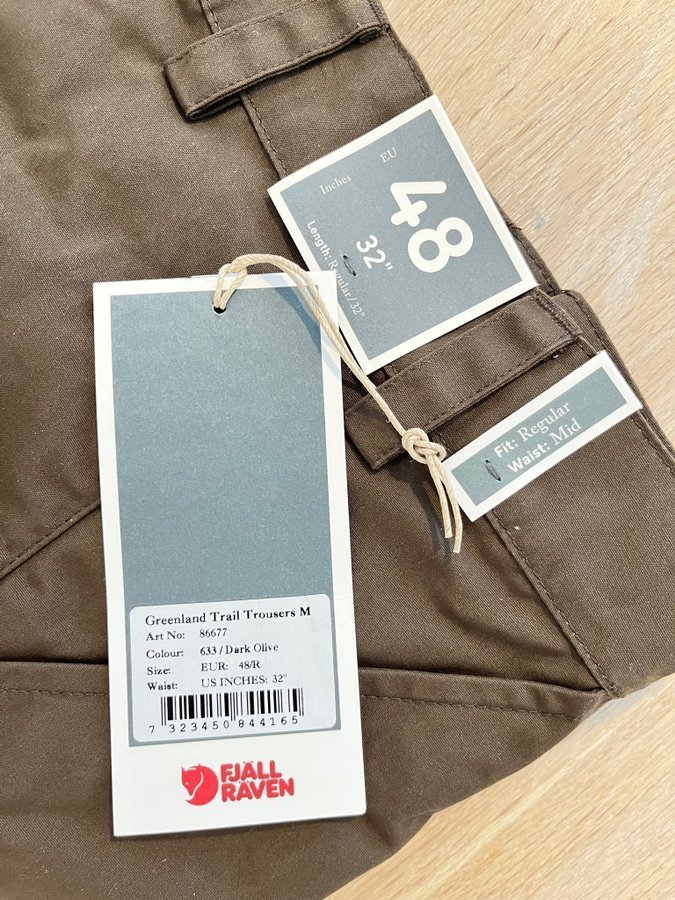 Inches EU
48
32"
Length: Regular/32"
Fit: Regular
Waist: Mid
Greenland Trail Trousers M
Art No: 86677
Colour: 633 / Dark Olive
Size: EUR: 48/R
Waist: US INCHES: 32"
7 323450 844165
FJÄLL
RÄVEN